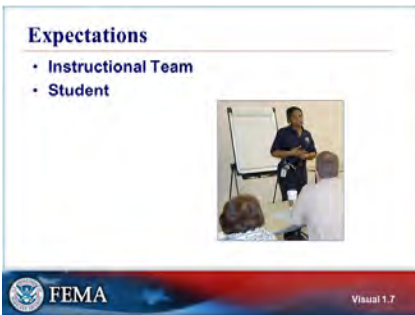 Expectations
• Instructional Team
• Student
FEMA
Visual 1.7